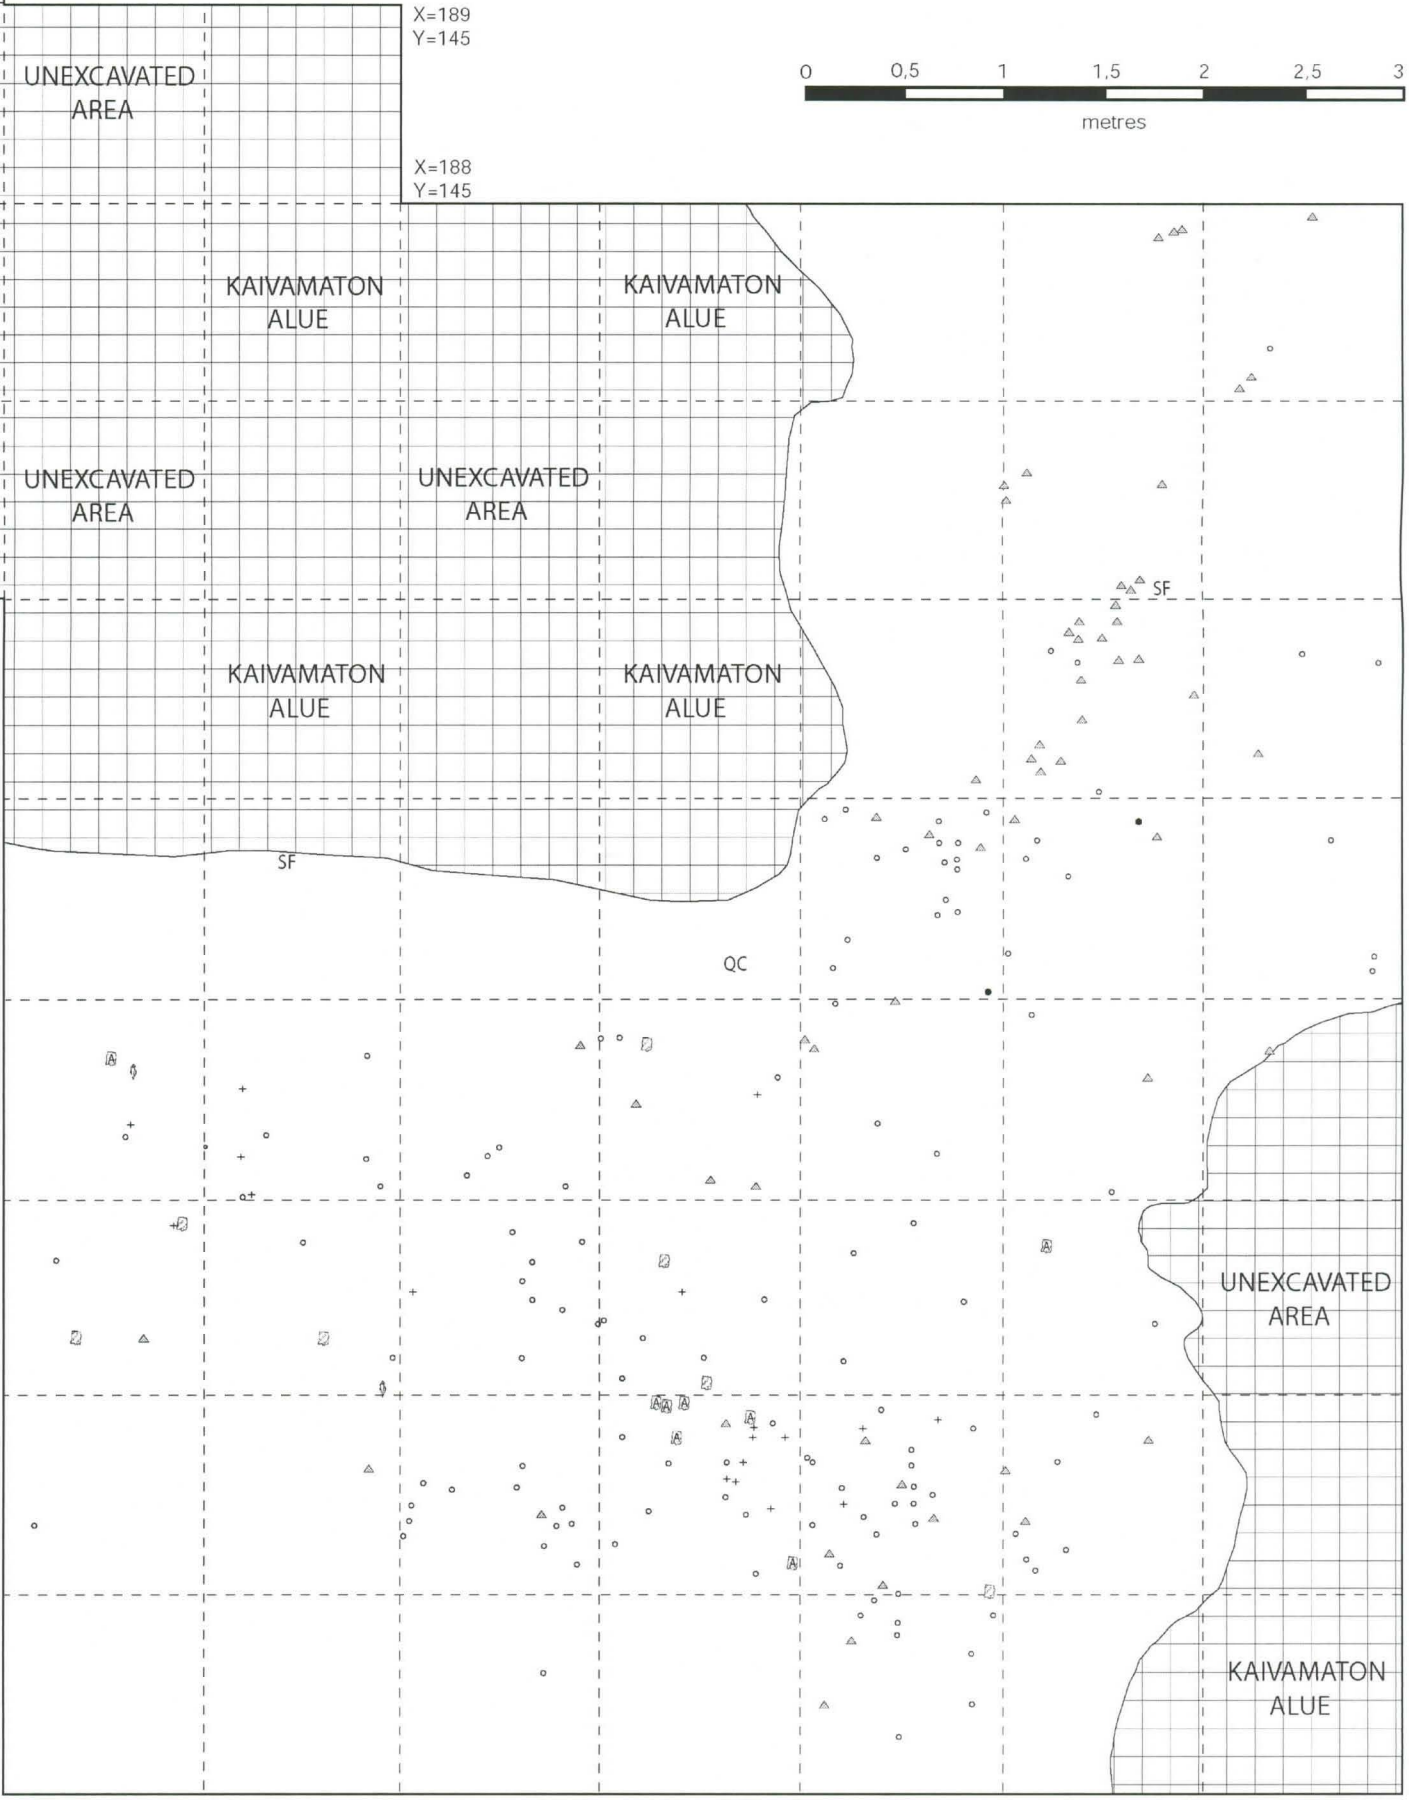 X=189
Y=145
UNEXCAVATED
AREA
0 0,5 1 1,5 2 2,5 3
metres
X=188
Y=145
KAIVAMATON
ALUE
KAIVAMATON
ALUE
UNEXCAVATED
AREA
UNEXCAVATED
AREA
SF
KAIVAMATON
ALUE
KAIVAMATON
ALUE
SF
QC
A
A
UNEXCAVATED
AREA
A
A
A
A
A
A
KAIVAMATON
ALUE